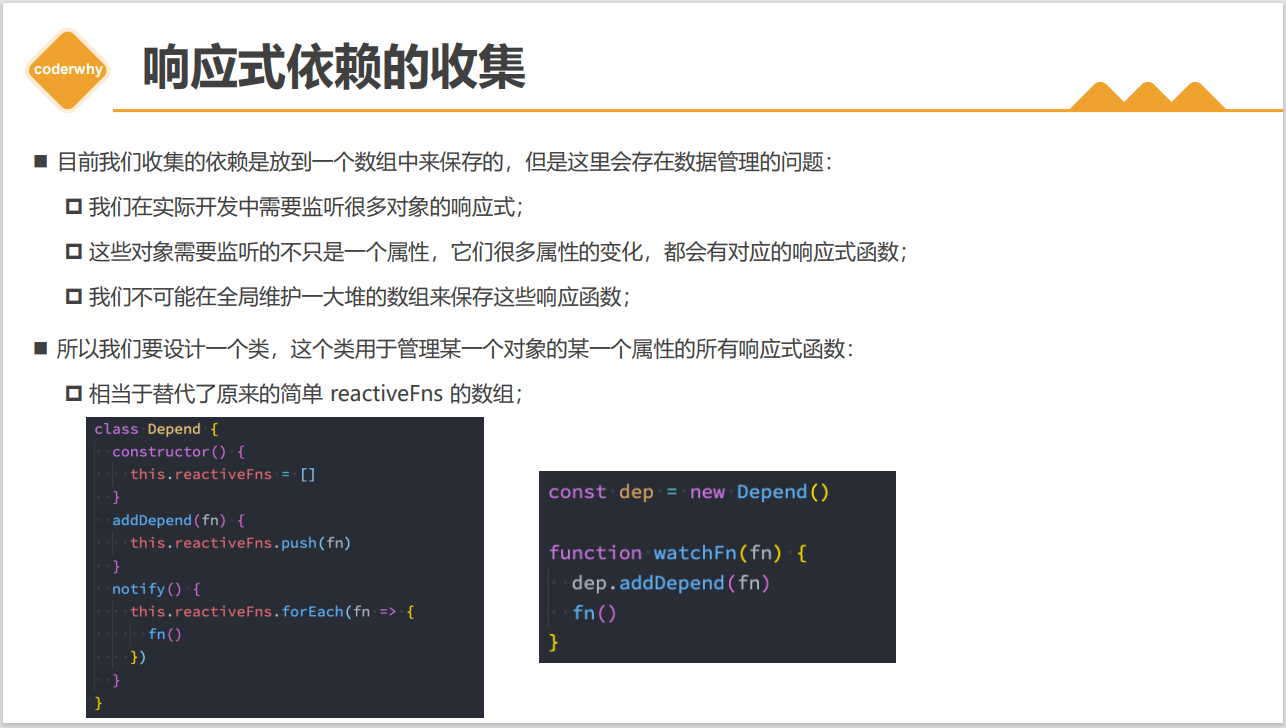 coderwhy
响应式依赖的收集
目前我们收集的依赖是放到一个数组中来保存的，但是这里会存在数据管理的问题：
我们在实际开发中需要监听很多对象的响应式；
这些对象需要监听的不只是一个属性，它们很多属性的变化，都会有对应的响应式函数；
我们不可能在全局维护一大堆的数组来保存这些响应函数；
所以我们要设计一个类，这个类用于管理某一个对象的某一个属性的所有响应式函数：
相当于替代了原来的简单 reactiveFns 的数组；
class Depend {
  constructor() {
    this.reactiveFns = []
  }
  addDepend(fn) {
    this.reactiveFns.push(fn)
  }
  notify() {
    this.reactiveFns.forEach(fn => {
      fn()
    })
  }
}
const dep = new Depend()
function watchFn(fn) {
  dep.addDepend(fn)
  fn()
}